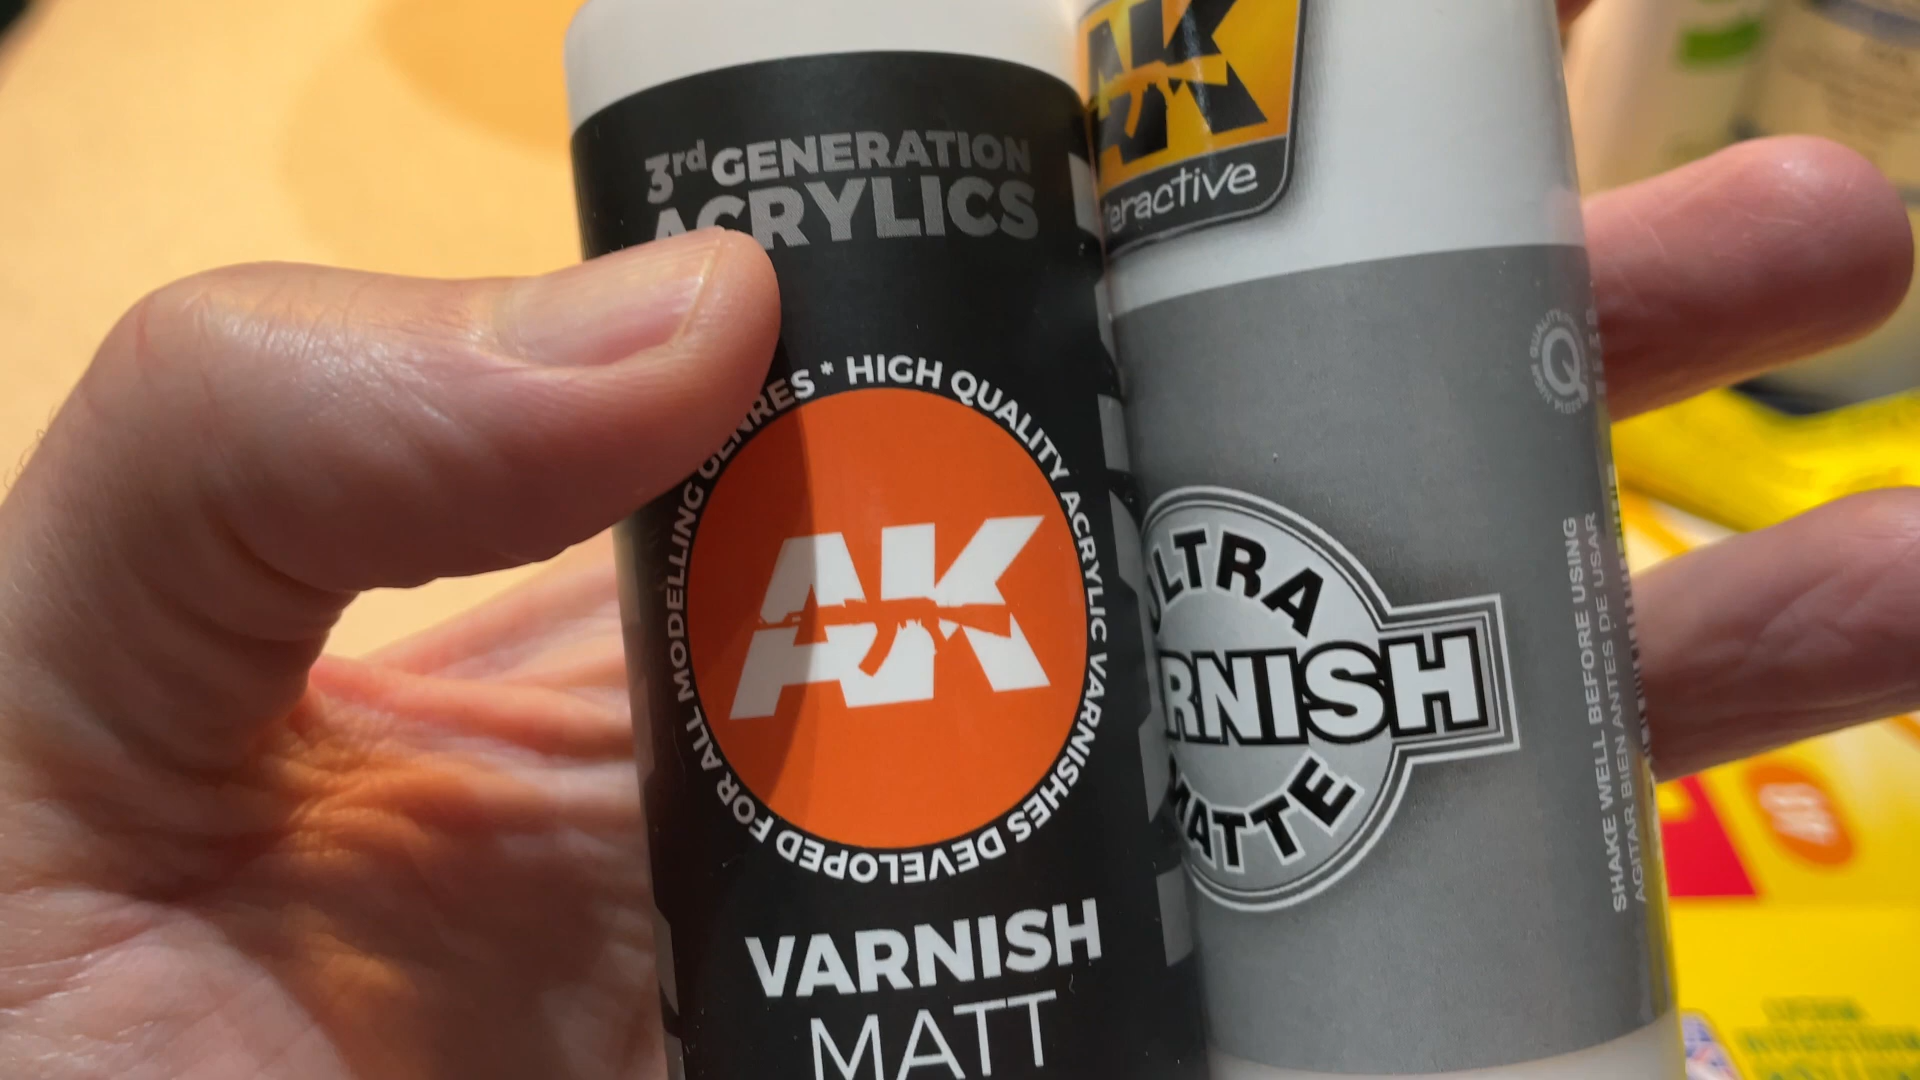 3rd GENERATION
ACRYLICS
* HIGH QUALITY ACRYLIC VARNISHES DEVELOPED FOR ALL MODELLING GENRES
AK
VARNISH
MATT
AK
teractive
ULTRA
RNISH
MATTE
Q
SHAKE WELL BEFORE USING
AGITAR BIEN ANTES DE USAR